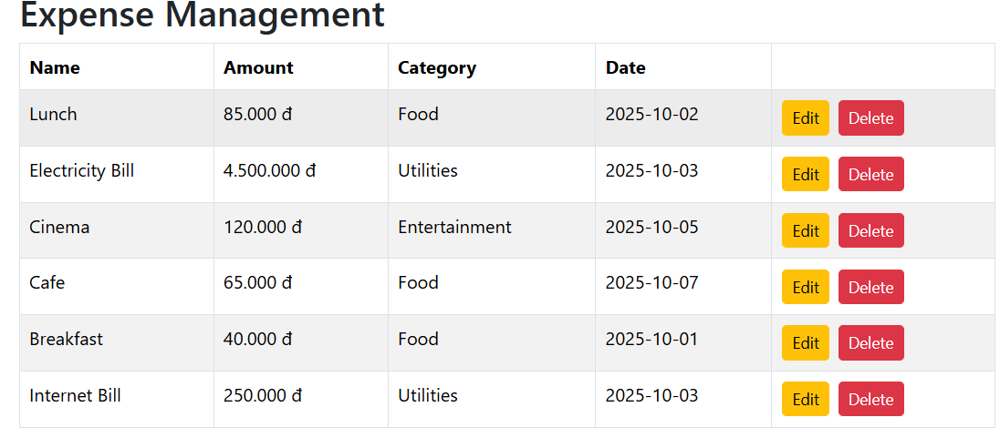 Expense Management
Name Amount Category Date
Lunch 85.000 đ Food 2025-10-02 Edit Delete
Electricity Bill 4.500.000 đ Utilities 2025-10-03 Edit Delete
Cinema 120.000 đ Entertainment 2025-10-05 Edit Delete
Cafe 65.000 đ Food 2025-10-07 Edit Delete
Breakfast 40.000 đ Food 2025-10-01 Edit Delete
Internet Bill 250.000 đ Utilities 2025-10-03 Edit Delete